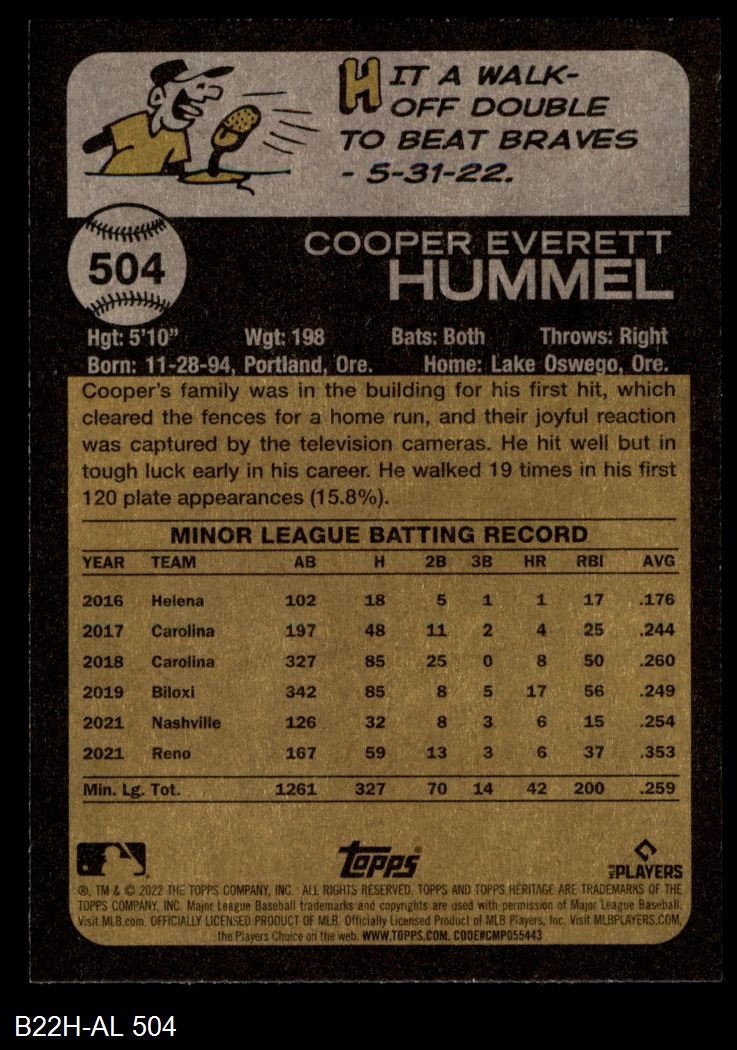 HIT A WALK-
OFF DOUBLE
TO BEAT BRAVES
- 5-31-22.
504
COOPER EVERETT
HUMMEL
Hgt: 5'10" Wgt: 198 Bats: Both Throws: Right
Born: 11-28-94, Portland, Ore. Home: Lake Oswego, Ore.
Cooper's family was in the building for his first hit, which
cleared the fences for a home run, and their joyful reaction
was captured by the television cameras. He hit well but in
tough luck early in his career. He walked 19 times in his first
120 plate appearances (15.8%).
MINOR LEAGUE BATTING RECORD
YEAR TEAM AB H 2B 3B HR RBI AVG
2016 Helena 102 18 5 1 1 17 .176
2017 Carolina 197 48 11 2 4 25 .244
2018 Carolina 327 85 25 0 8 50 .260
2019 Biloxi 342 85 8 5 17 56 .249
2021 Nashville 126 32 8 3 6 15 .254
2021 Reno 167 59 13 3 6 37 .353
Min. Lg. Tot. 1261 327 70 14 42 200 .259
Topps
MLB PLAYERS
®, TM & © 2022 THE TOPPS COMPANY, INC. ALL RIGHTS RESERVED. TOPPS AND TOPPS HERITAGE ARE TRADEMARKS OF THE
TOPPS COMPANY, INC. Major League Baseball trademarks and copyrights are used with permission of Major League Baseball.
Visit MLB.com. OFFICIALLY LICENSED PRODUCT OF MLB. Officially Licensed Product of MLB Players, Inc. Visit MLBPLAYERS.COM,
the Players Choice on the web. WWW.TOPPS.COM. CODE#CMP055443
B22H-AL 504